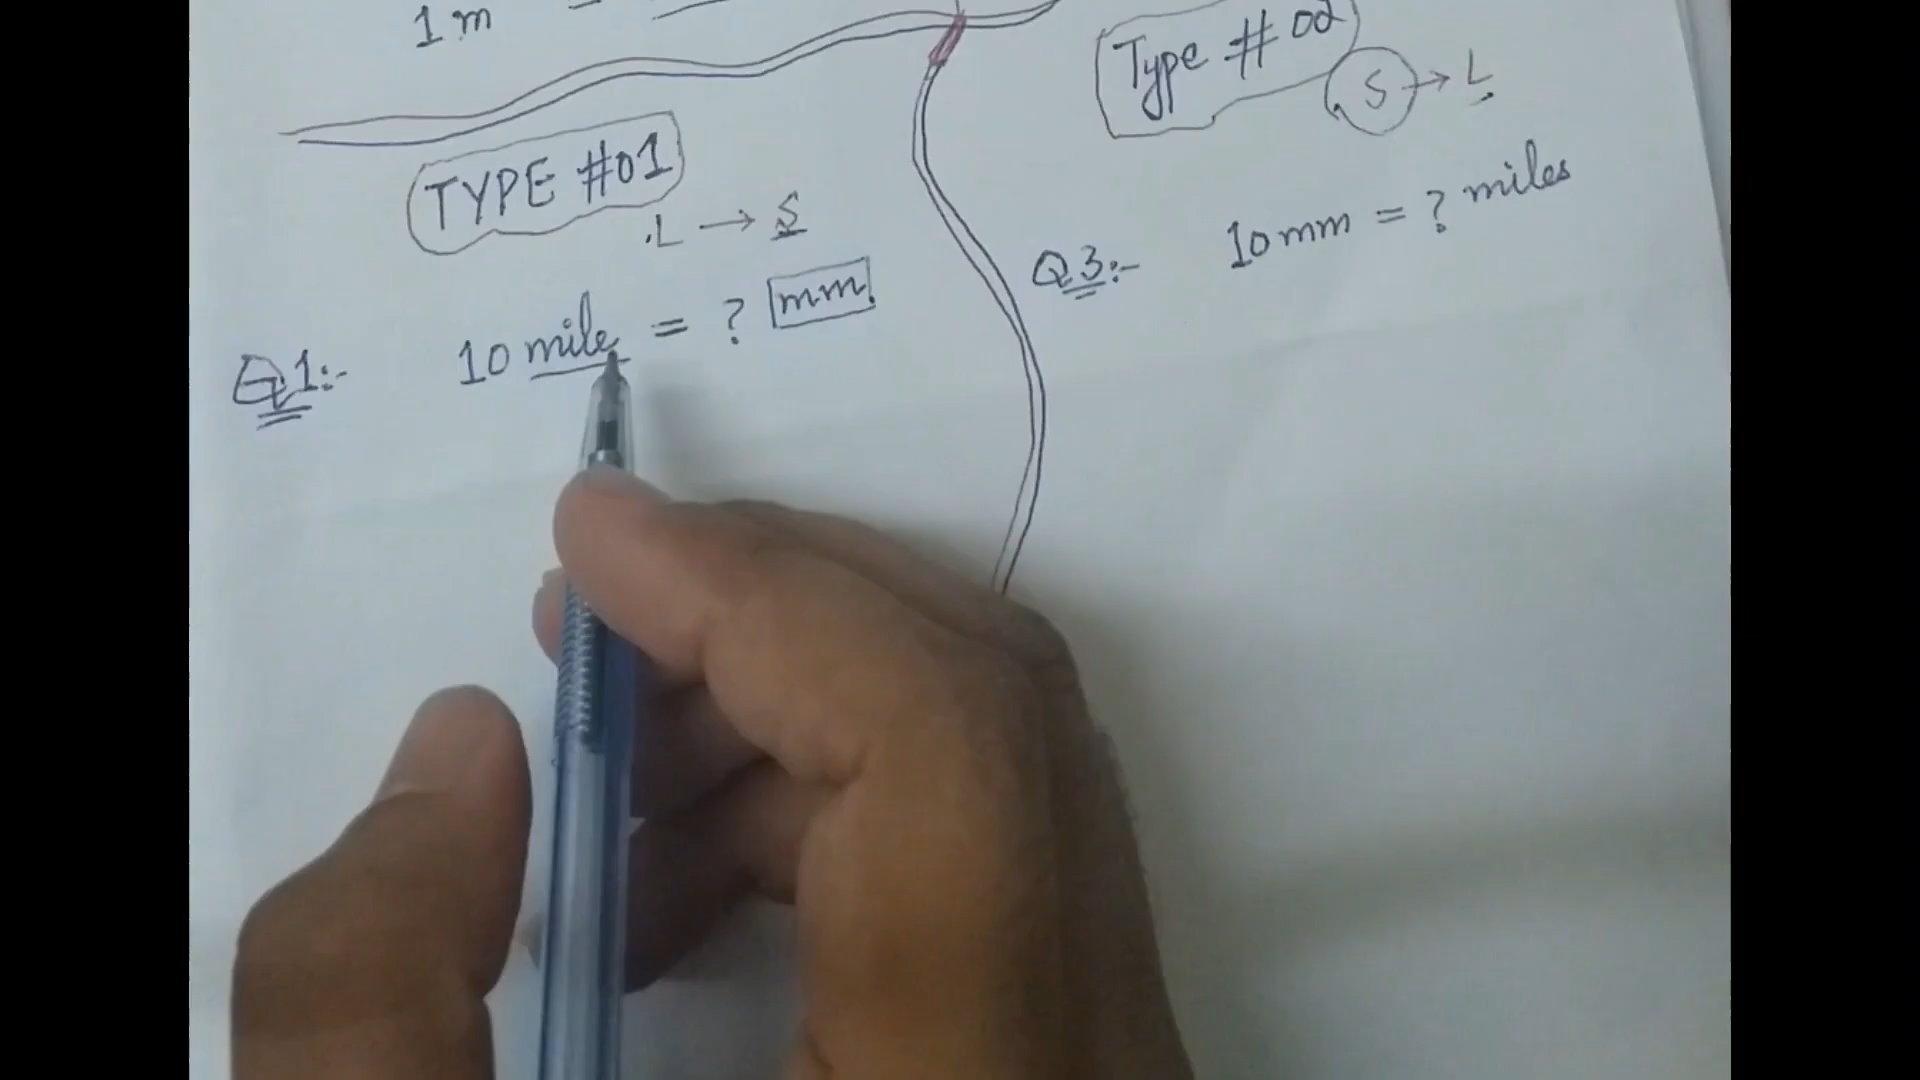 1 m =
TYPE #01
L → S
Q1:- 10 mile = ? mm
Type #02
S → L
Q3:- 10 mm = ? miles